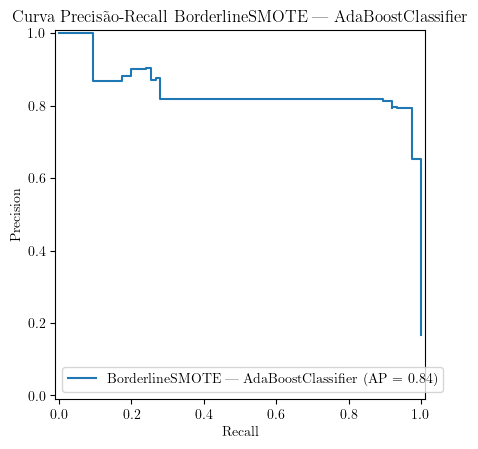 Curva Precisão-Recall BorderlineSMOTE — AdaBoostClassifier
1.0
0.8
0.6
0.4
0.2
0.0
Precision
BorderlineSMOTE — AdaBoostClassifier (AP = 0.84)
0.0 0.2 0.4 0.6 0.8 1.0
Recall